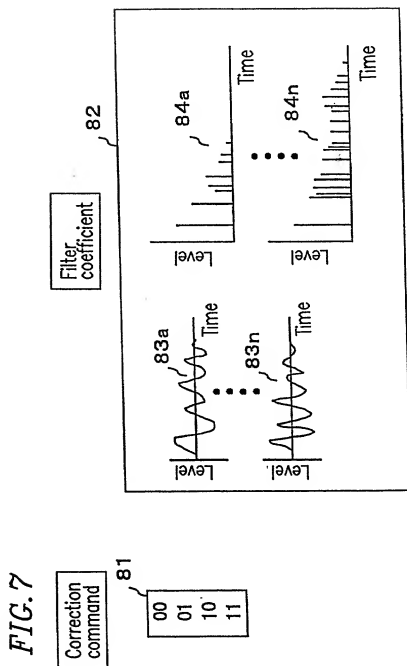 FIG.7
Correction
command
81
00
01
10
11
Filter
coefficient
82
Level
83a
Time
Level
84a
Time
Level.
83n
Time
Level
84n
Time